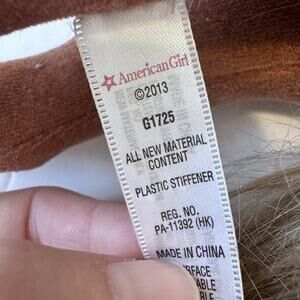 American Girl
©2013
G1725
ALL NEW MATERIAL
CONTENT
PLASTIC STIFFENER
REG. NO.
PA-11392 (HK)
MADE IN CHINA